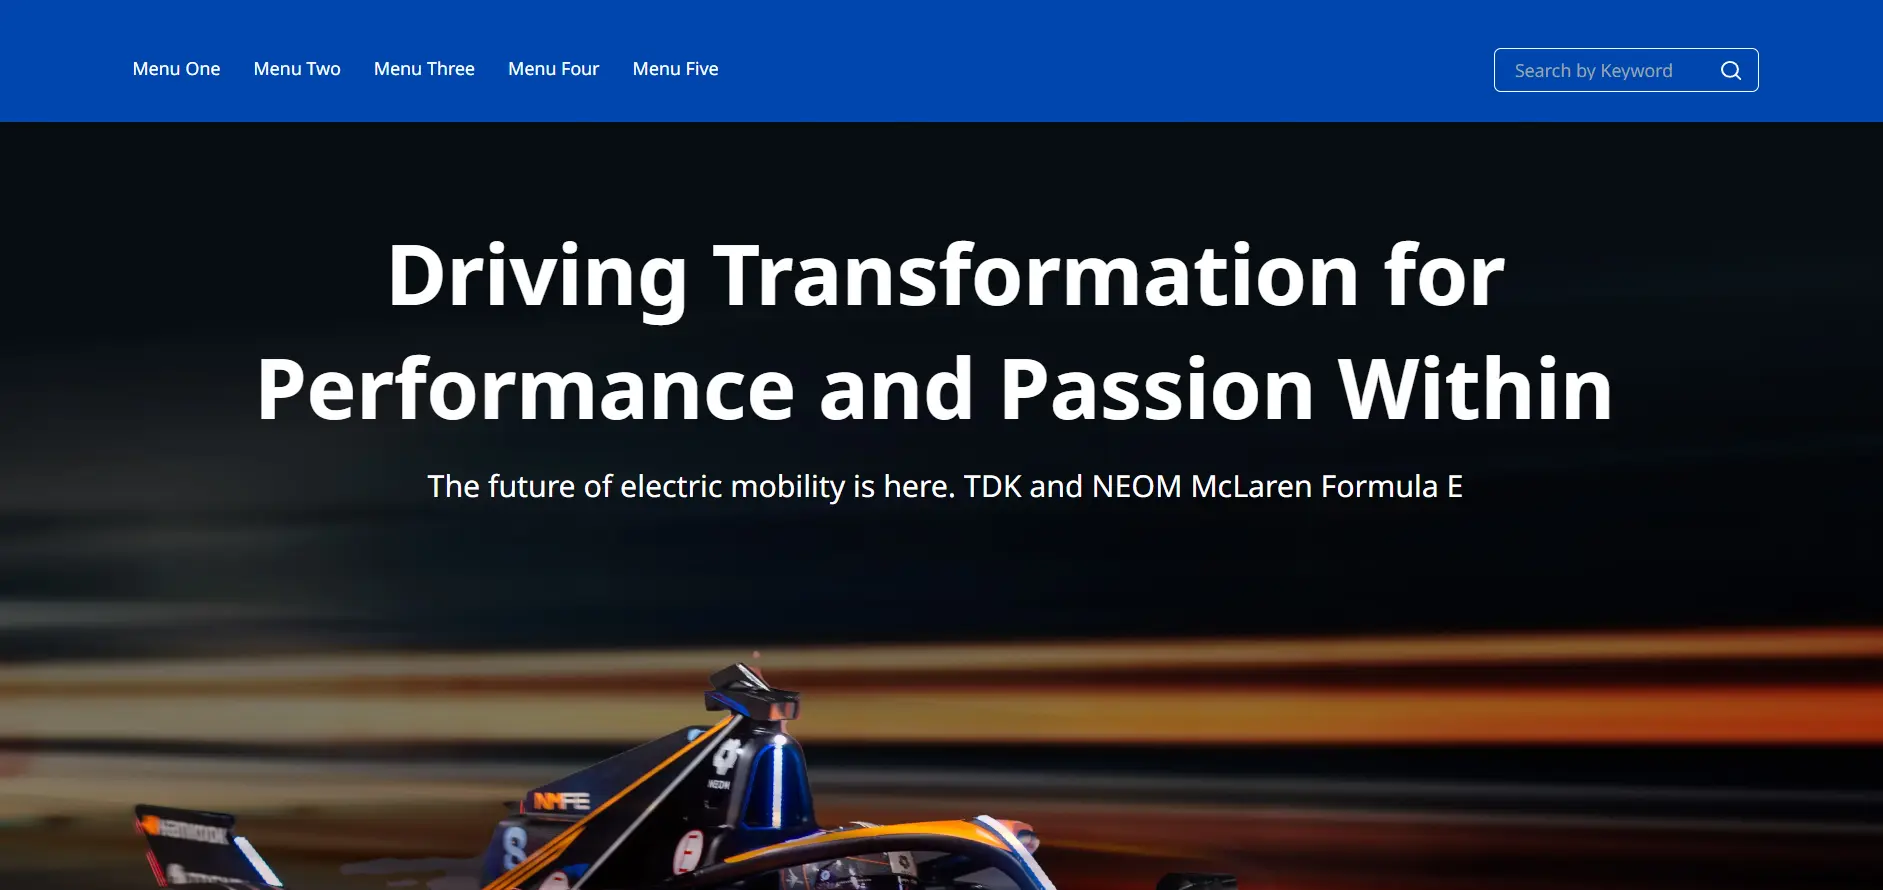 Menu One Menu Two Menu Three Menu Four Menu Five
Search by Keyword
Driving Transformation for
Performance and Passion Within
The future of electric mobility is here. TDK and NEOM McLaren Formula E
NEOM
NMFE
8